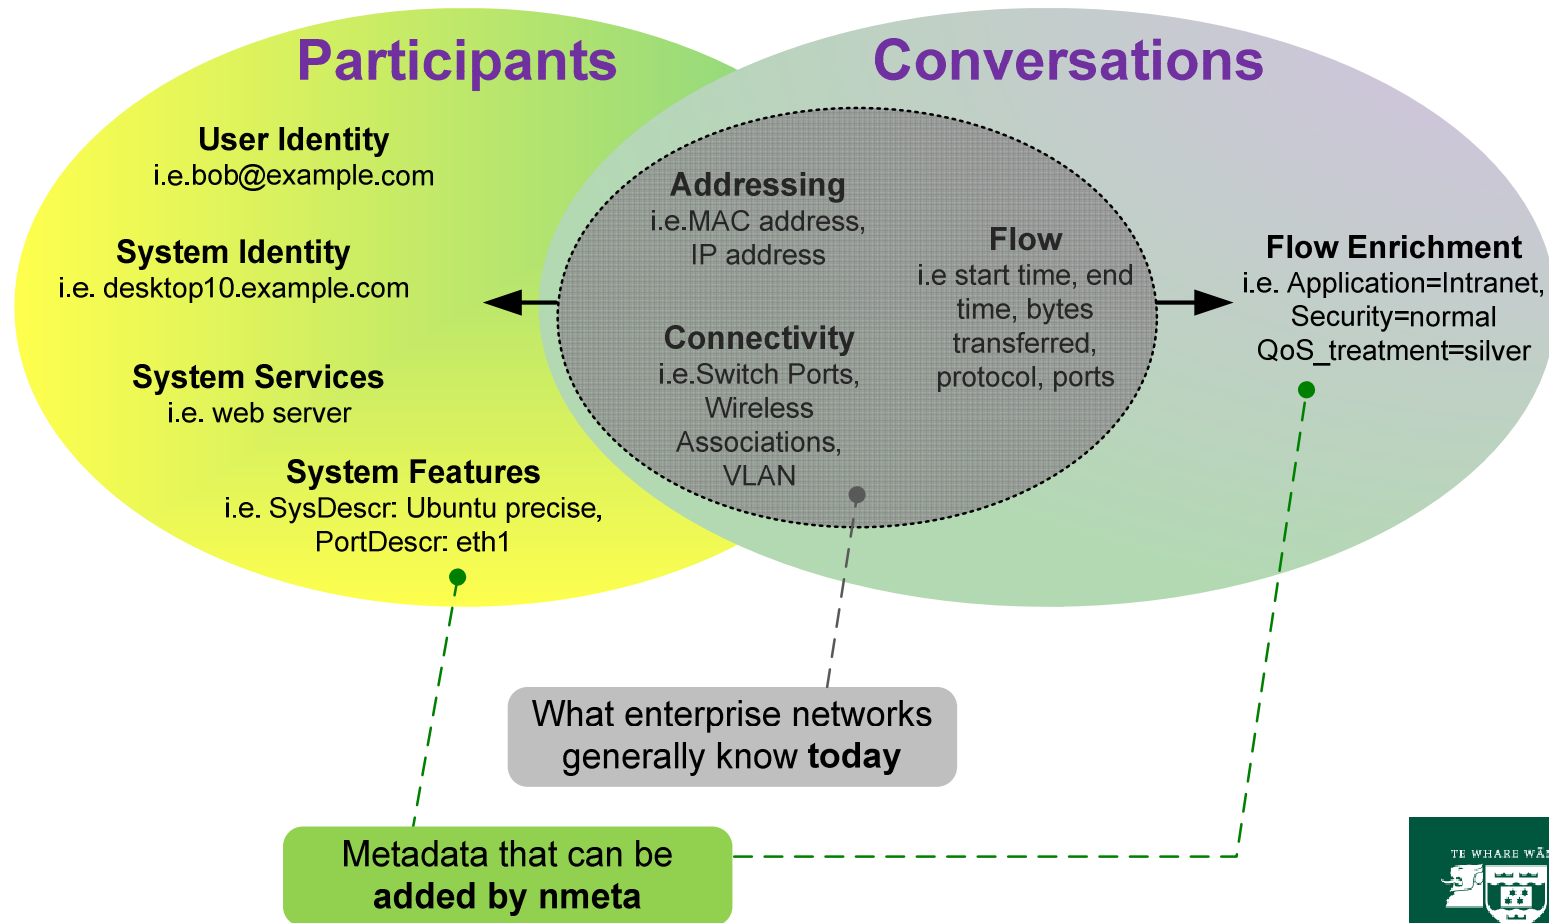 Participants
Conversations
User Identity
i.e.bob@example.com
System Identity
i.e. desktop10.example.com
System Services
i.e. web server
System Features
i.e. SysDescr: Ubuntu precise,
PortDescr: eth1
Addressing
i.e.MAC address,
IP address
Connectivity
i.e.Switch Ports,
Wireless
Associations,
VLAN
Flow
i.e start time, end
time, bytes
transferred,
protocol, ports
Flow Enrichment
i.e. Application=Intranet,
Security=normal
QoS_treatment=silver
What enterprise networks
generally know today
Metadata that can be
added by nmeta
TE WHARE